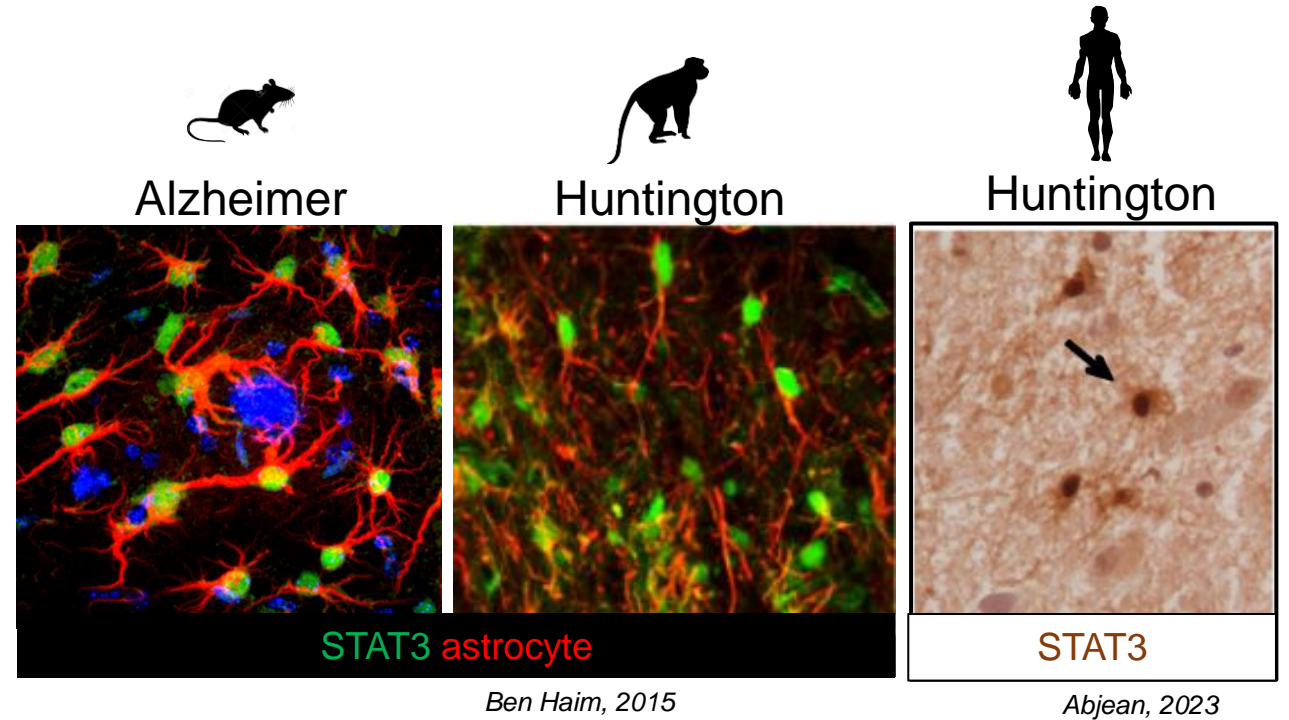 Alzheimer
Huntington
Huntington
STAT3 astrocyte
STAT3
Ben Haim, 2015
Abjean, 2023